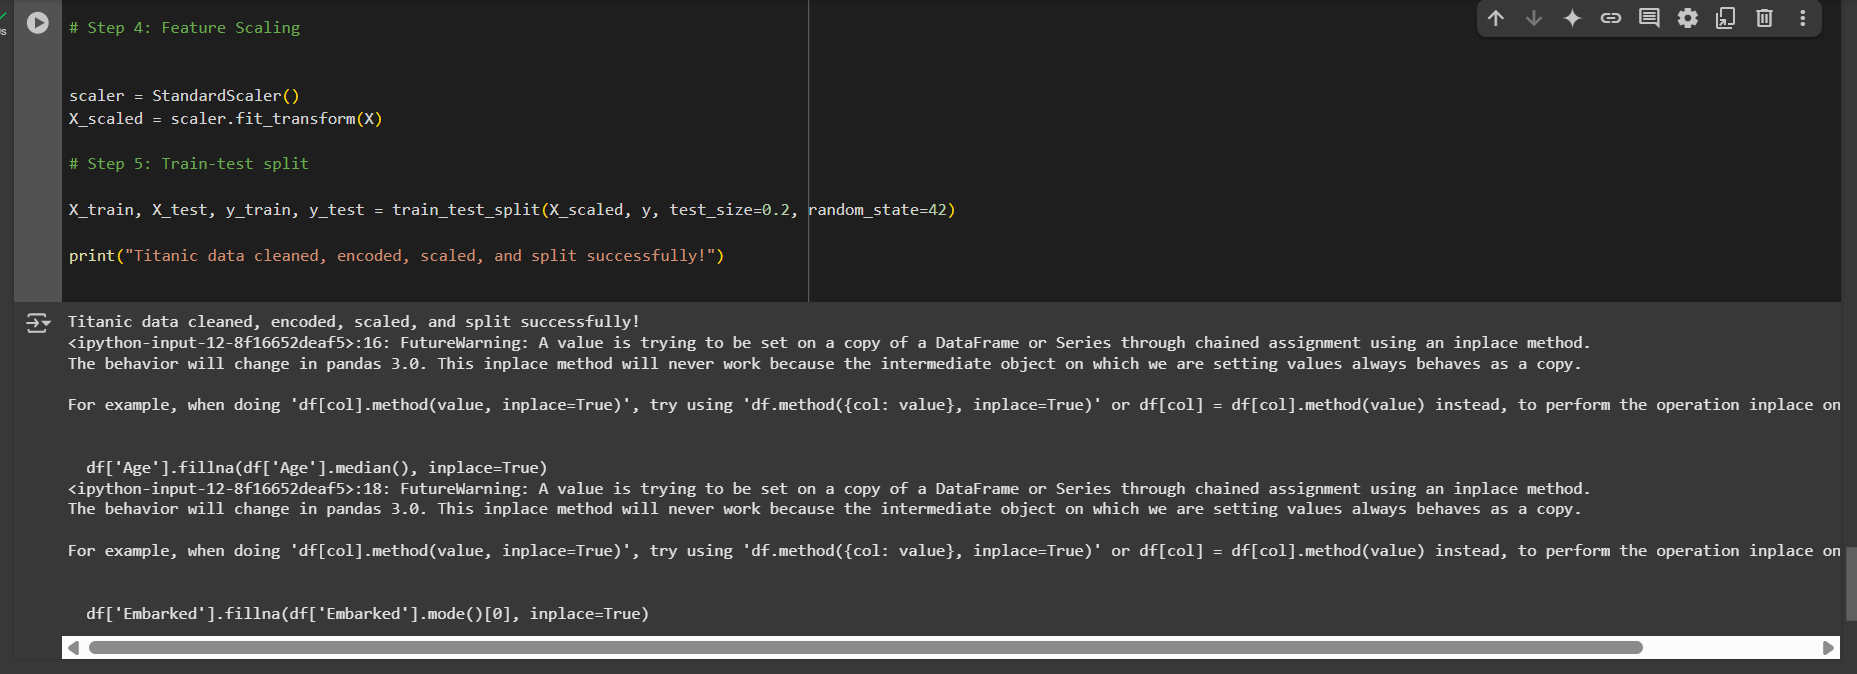 # Step 4: Feature Scaling
scaler = StandardScaler()
X_scaled = scaler.fit_transform(X)
# Step 5: Train-test split
X_train, X_test, y_train, y_test = train_test_split(X_scaled, y, test_size=0.2, random_state=42)
print("Titanic data cleaned, encoded, scaled, and split successfully!")
Titanic data cleaned, encoded, scaled, and split successfully!
<ipython-input-12-8f16652deaf5>:16: FutureWarning: A value is trying to be set on a copy of a DataFrame or Series through chained assignment using an inplace method.
The behavior will change in pandas 3.0. This inplace method will never work because the intermediate object on which we are setting values always behaves as a copy.
For example, when doing 'df[col].method(value, inplace=True)', try using 'df.method({col: value}, inplace=True)' or df[col] = df[col].method(value) instead, to perform the operation inplace on
df['Age'].fillna(df['Age'].median(), inplace=True)
<ipython-input-12-8f16652deaf5>:18: FutureWarning: A value is trying to be set on a copy of a DataFrame or Series through chained assignment using an inplace method.
The behavior will change in pandas 3.0. This inplace method will never work because the intermediate object on which we are setting values always behaves as a copy.
For example, when doing 'df[col].method(value, inplace=True)', try using 'df.method({col: value}, inplace=True)' or df[col] = df[col].method(value) instead, to perform the operation inplace on
df['Embarked'].fillna(df['Embarked'].mode()[0], inplace=True)